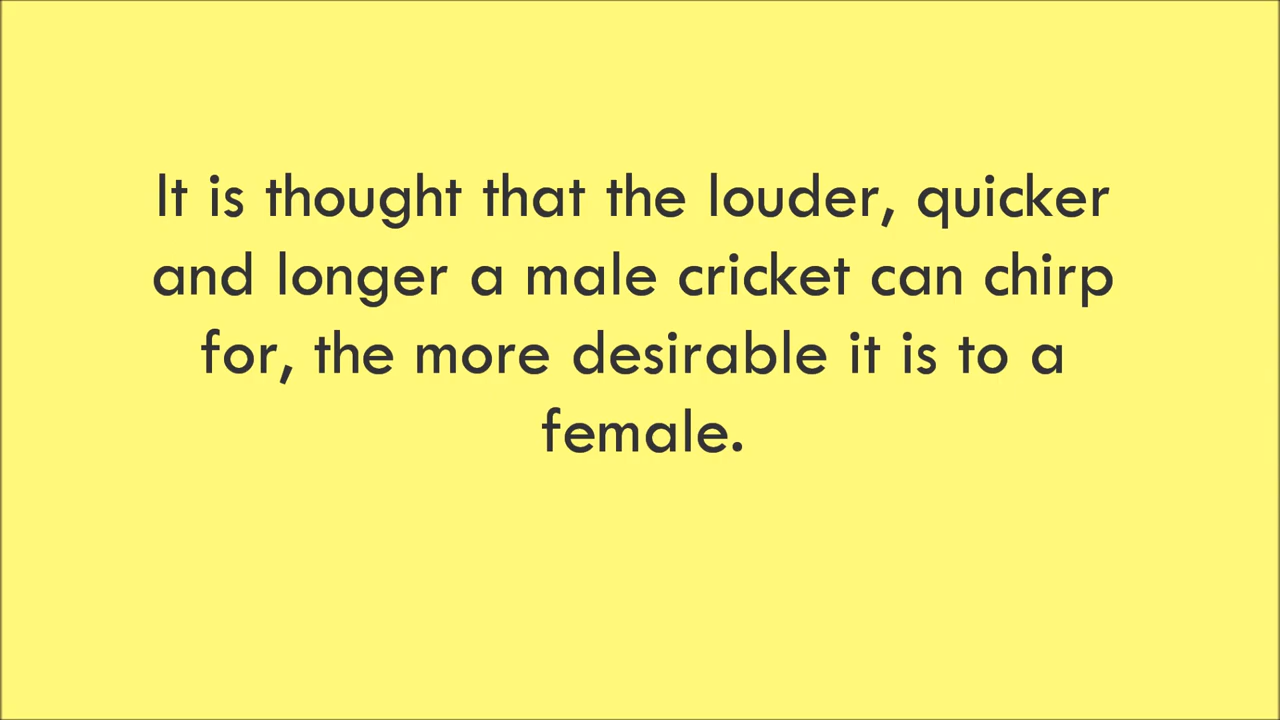 It is thought that the louder, quicker
and longer a male cricket can chirp
for, the more desirable it is to a
female.